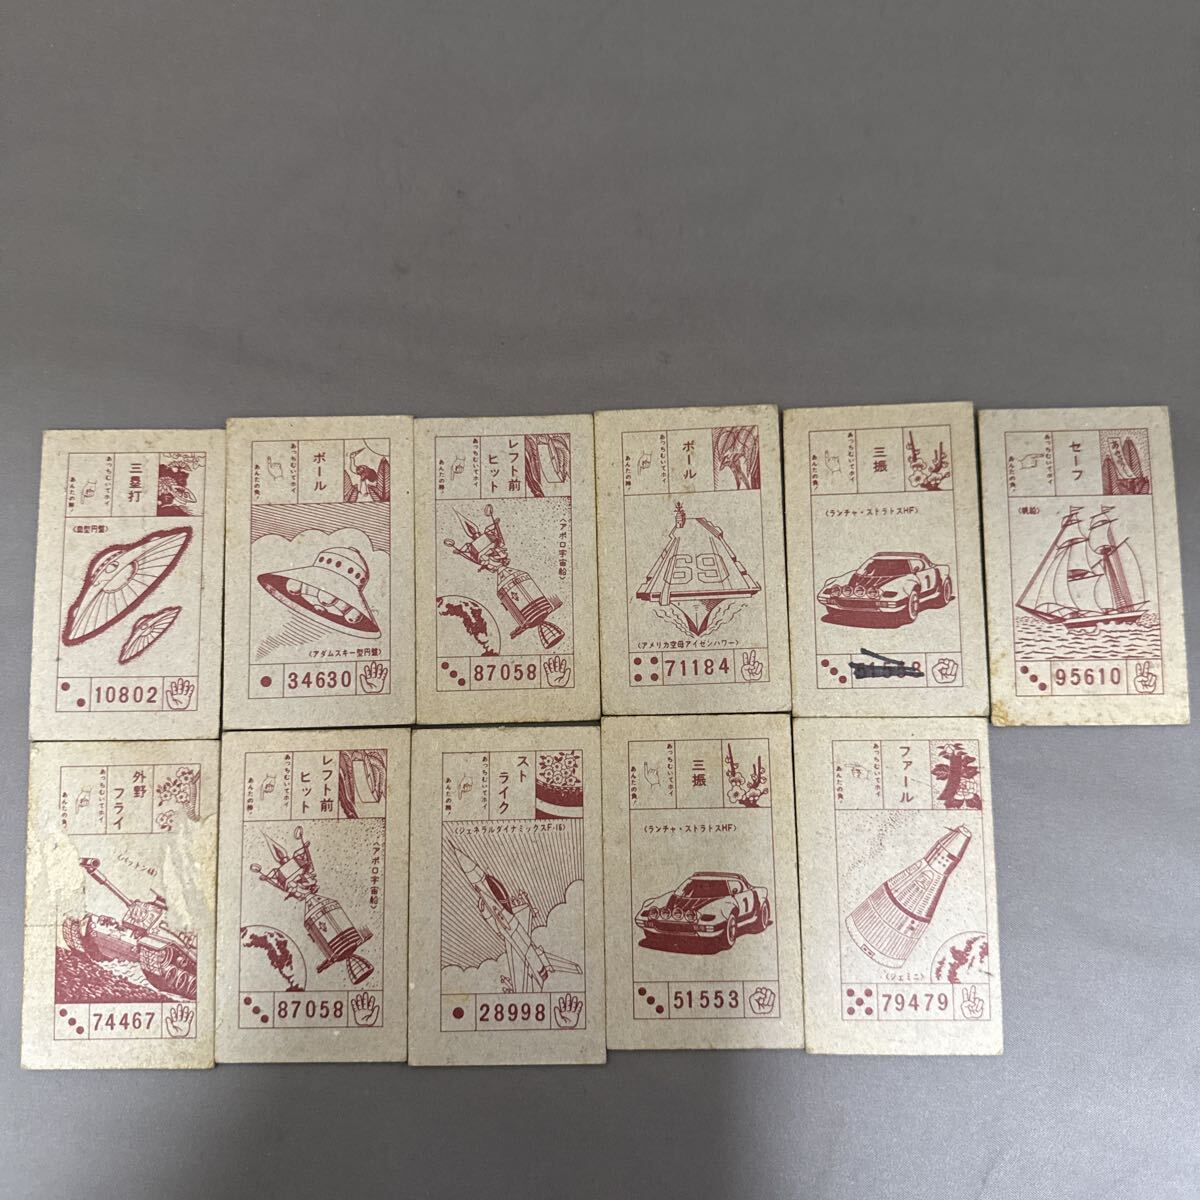 三塁打
あっちむいてホイ
あんたの負!
〈皿型円盤〉
10802
ボール
あっちむいてホイ
あんたの負!
〈アダムスキー型円盤〉
34630
レフト前
ヒット
あっちむいてホイ
あんたの勝!
〈アポロ宇宙船〉
87058
ボール
あっちむいてホイ
あんたの勝!
69
〈アメリカ空母アイゼンハワー〉
71184
三振
あっちむいてホイ
あんたの負!
〈ランチャ・ストラトスHF〉
1
セーフ
あっちむいてホイ
あんたの負!
〈帆船〉
95610
外野
フライ
あっちむいてホイ
あんたの負!
74467
レフト前
ヒット
あっちむいてホイ
あんたの勝!
〈アポロ宇宙船〉
87058
スト
ライク
あっちむいてホイ
あんたの勝!
〈ジェネラルダイナミックスF-16〉
28998
三振
あっちむいてホイ
あんたの負!
〈ランチャ・ストラトスHF〉
1
51553
ファール
あっちむいてホイ
あんたの負!
〈ジェミニ〉
79479